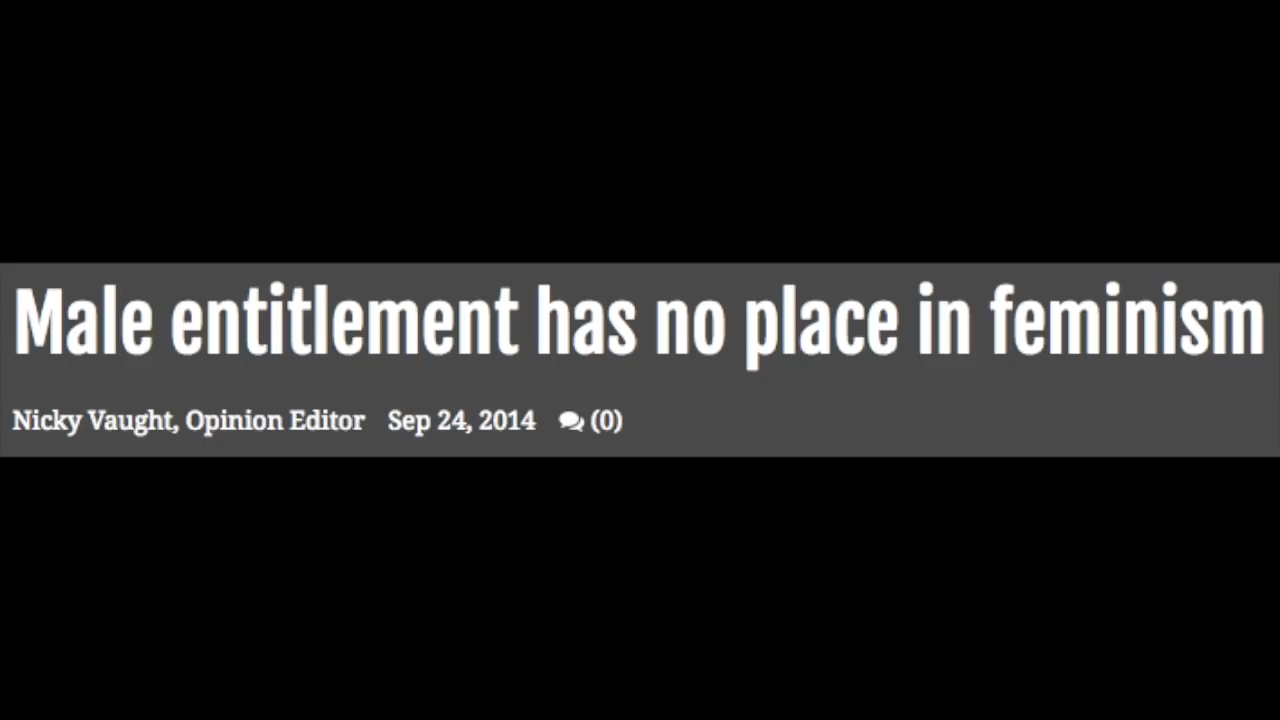 Male entitlement has no place in feminism
Nicky Vaught, Opinion Editor Sep 24, 2014 (0)